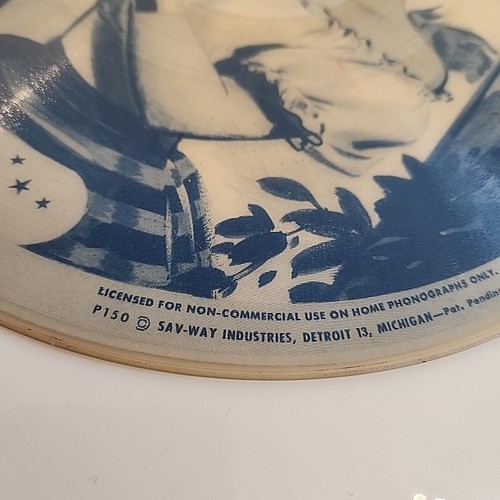 LICENSED FOR NON-COMMERCIAL USE ON HOME PHONOGRAPHS ONLY.
P150 © SAV-WAY INDUSTRIES, DETROIT 13, MICHIGAN—Pat. Pending